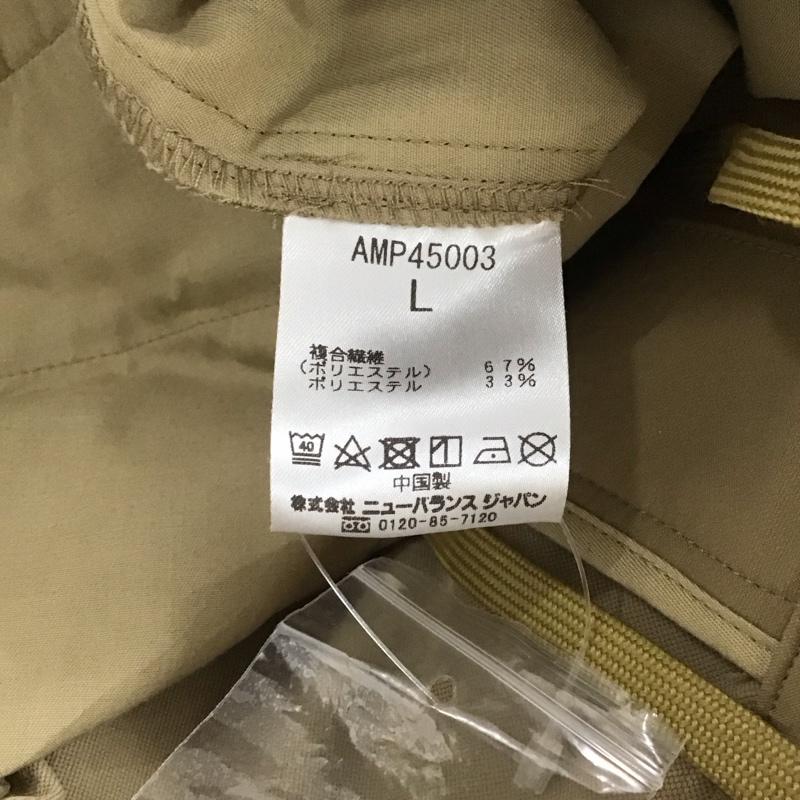 AMP45003
L
複合繊維
(ポリエステル) 67%
ポリエステル 33%
40
中国製
株式会社 ニューバランス ジャパン
0120-85-7120